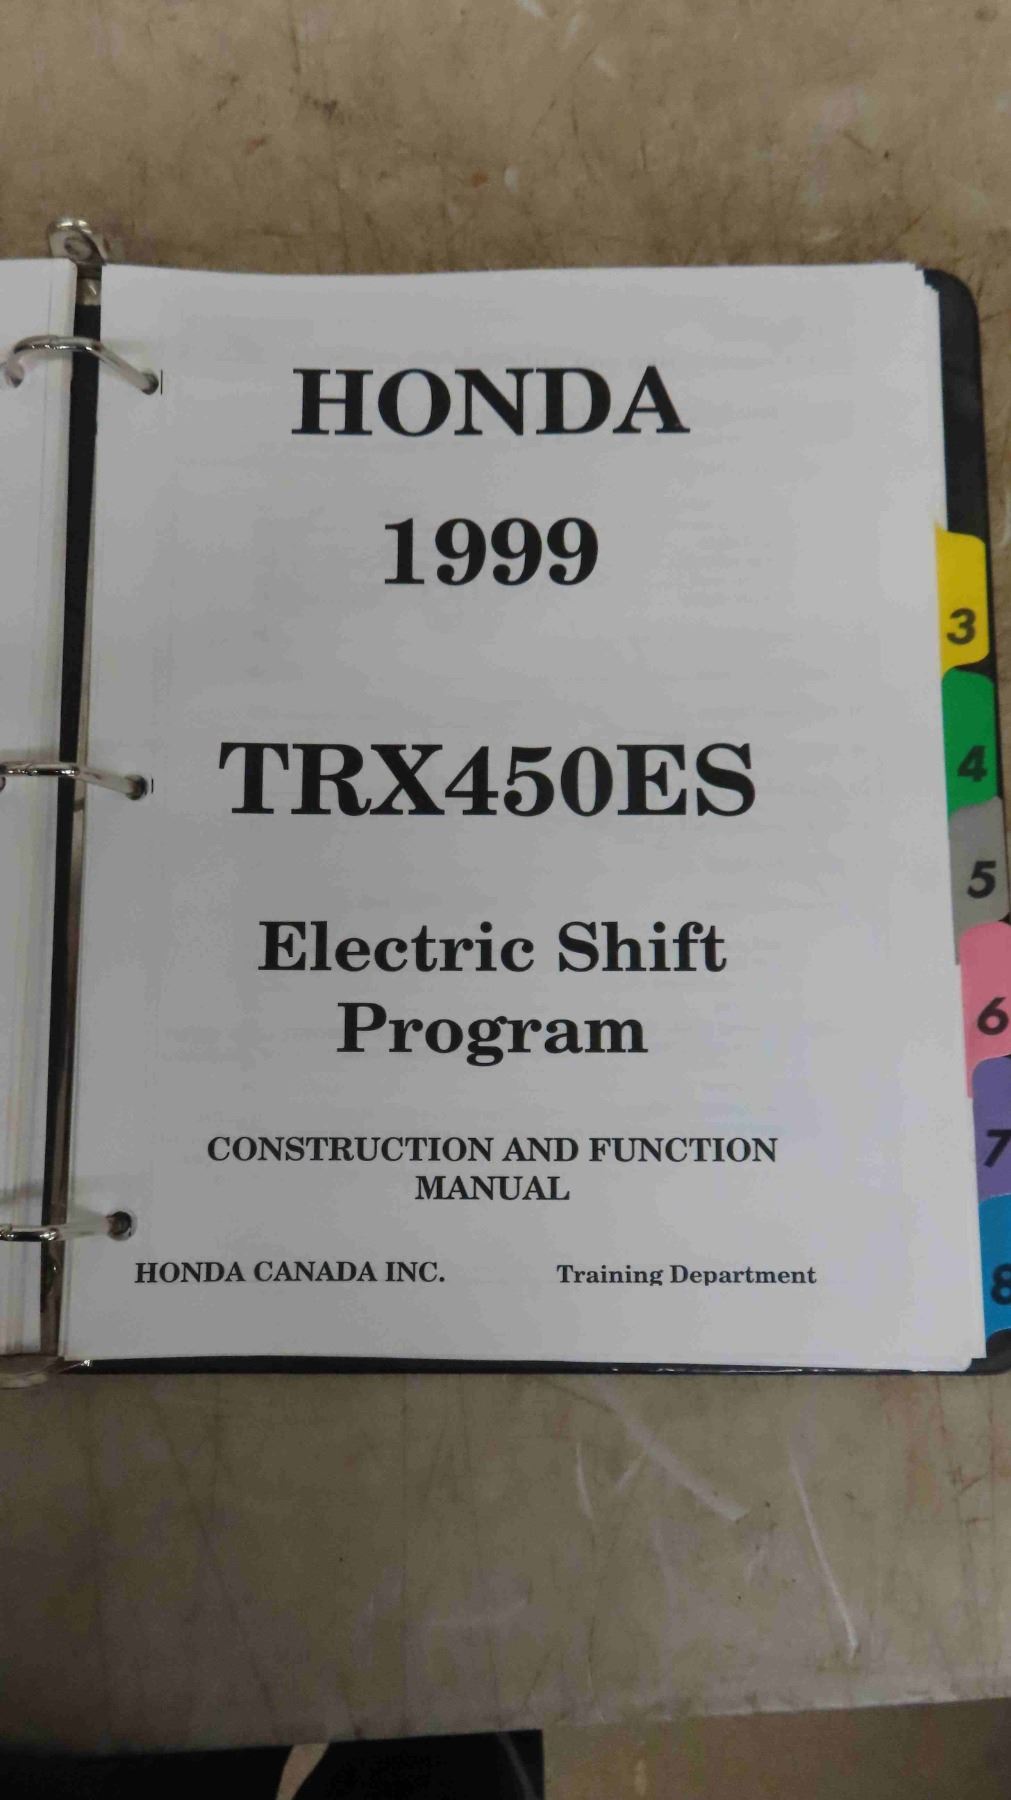 HONDA
1999
TRX450ES
Electric Shift
Program
CONSTRUCTION AND FUNCTION
MANUAL
HONDA CANADA INC. Training Department
3
4
5
6
7
8